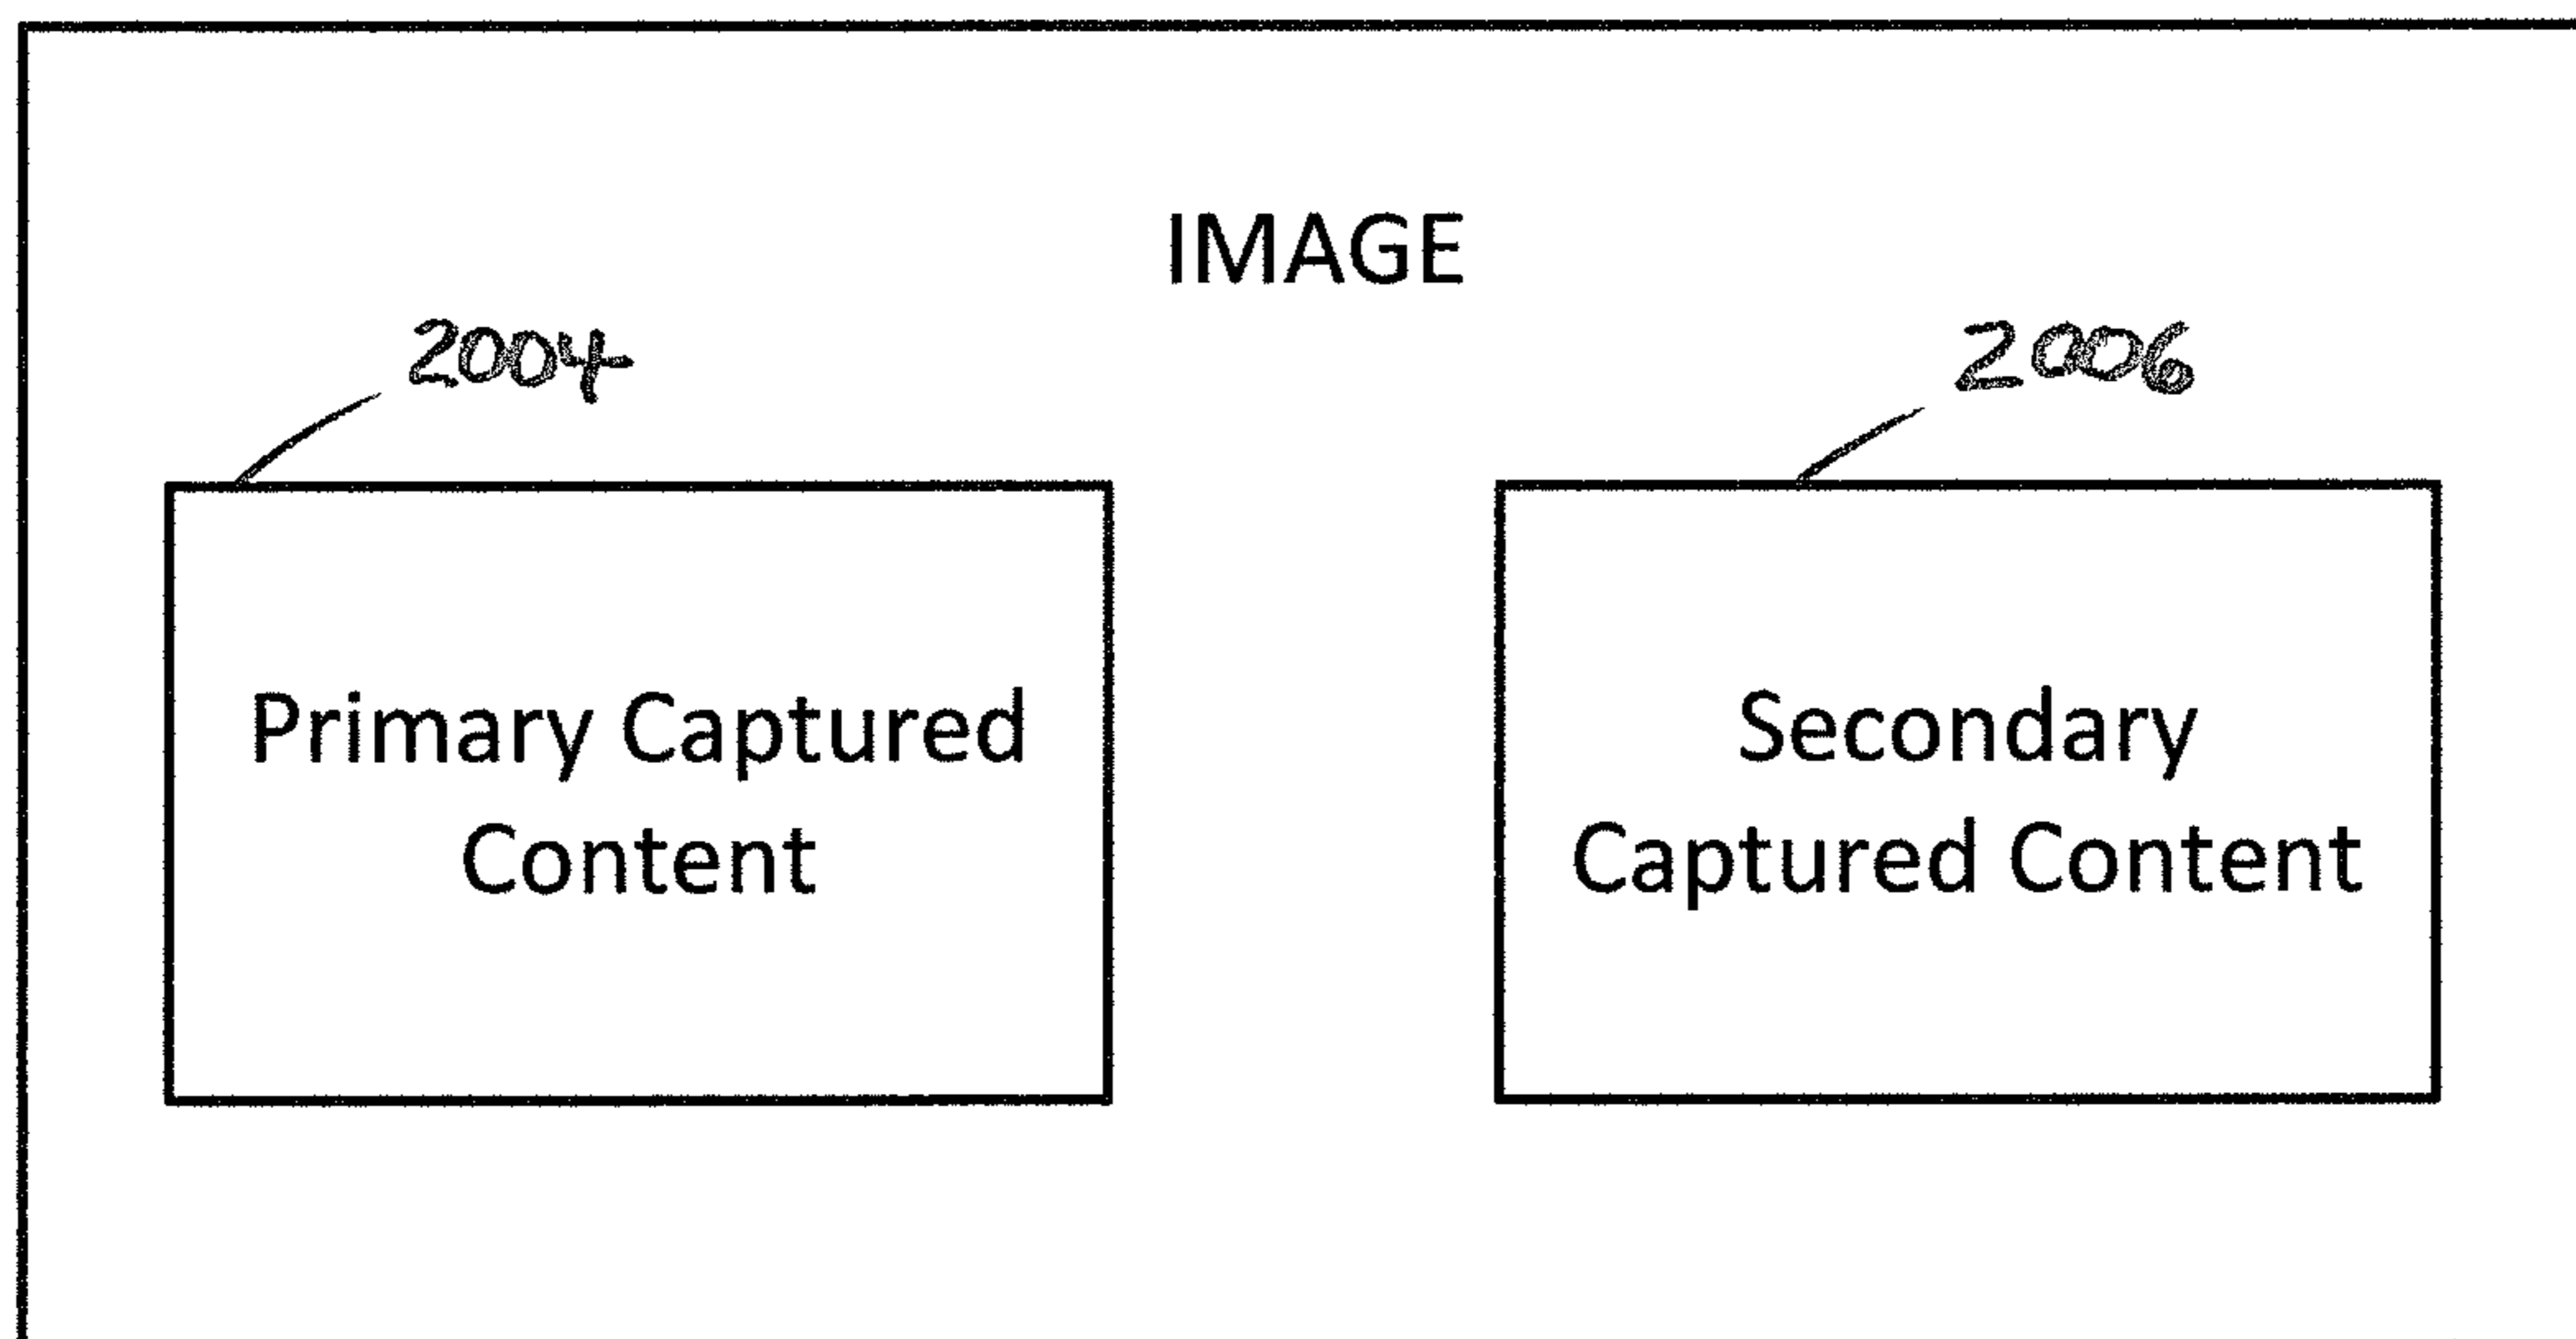 IMAGE
2004
2006
Primary Captured
Content
Secondary
Captured Content